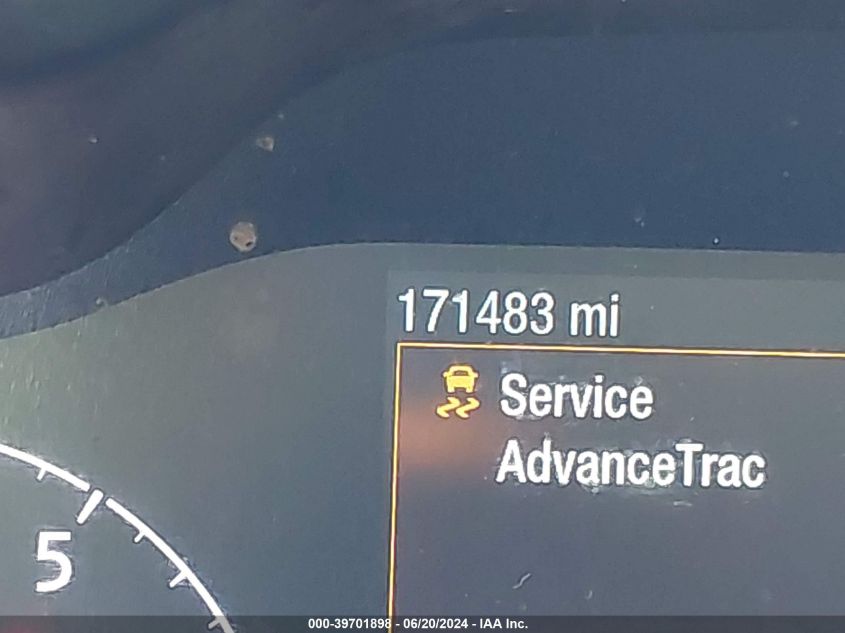 171483 mi
Service
AdvanceTrac
5
000-39701898 - 06/20/2024 - IAA Inc.